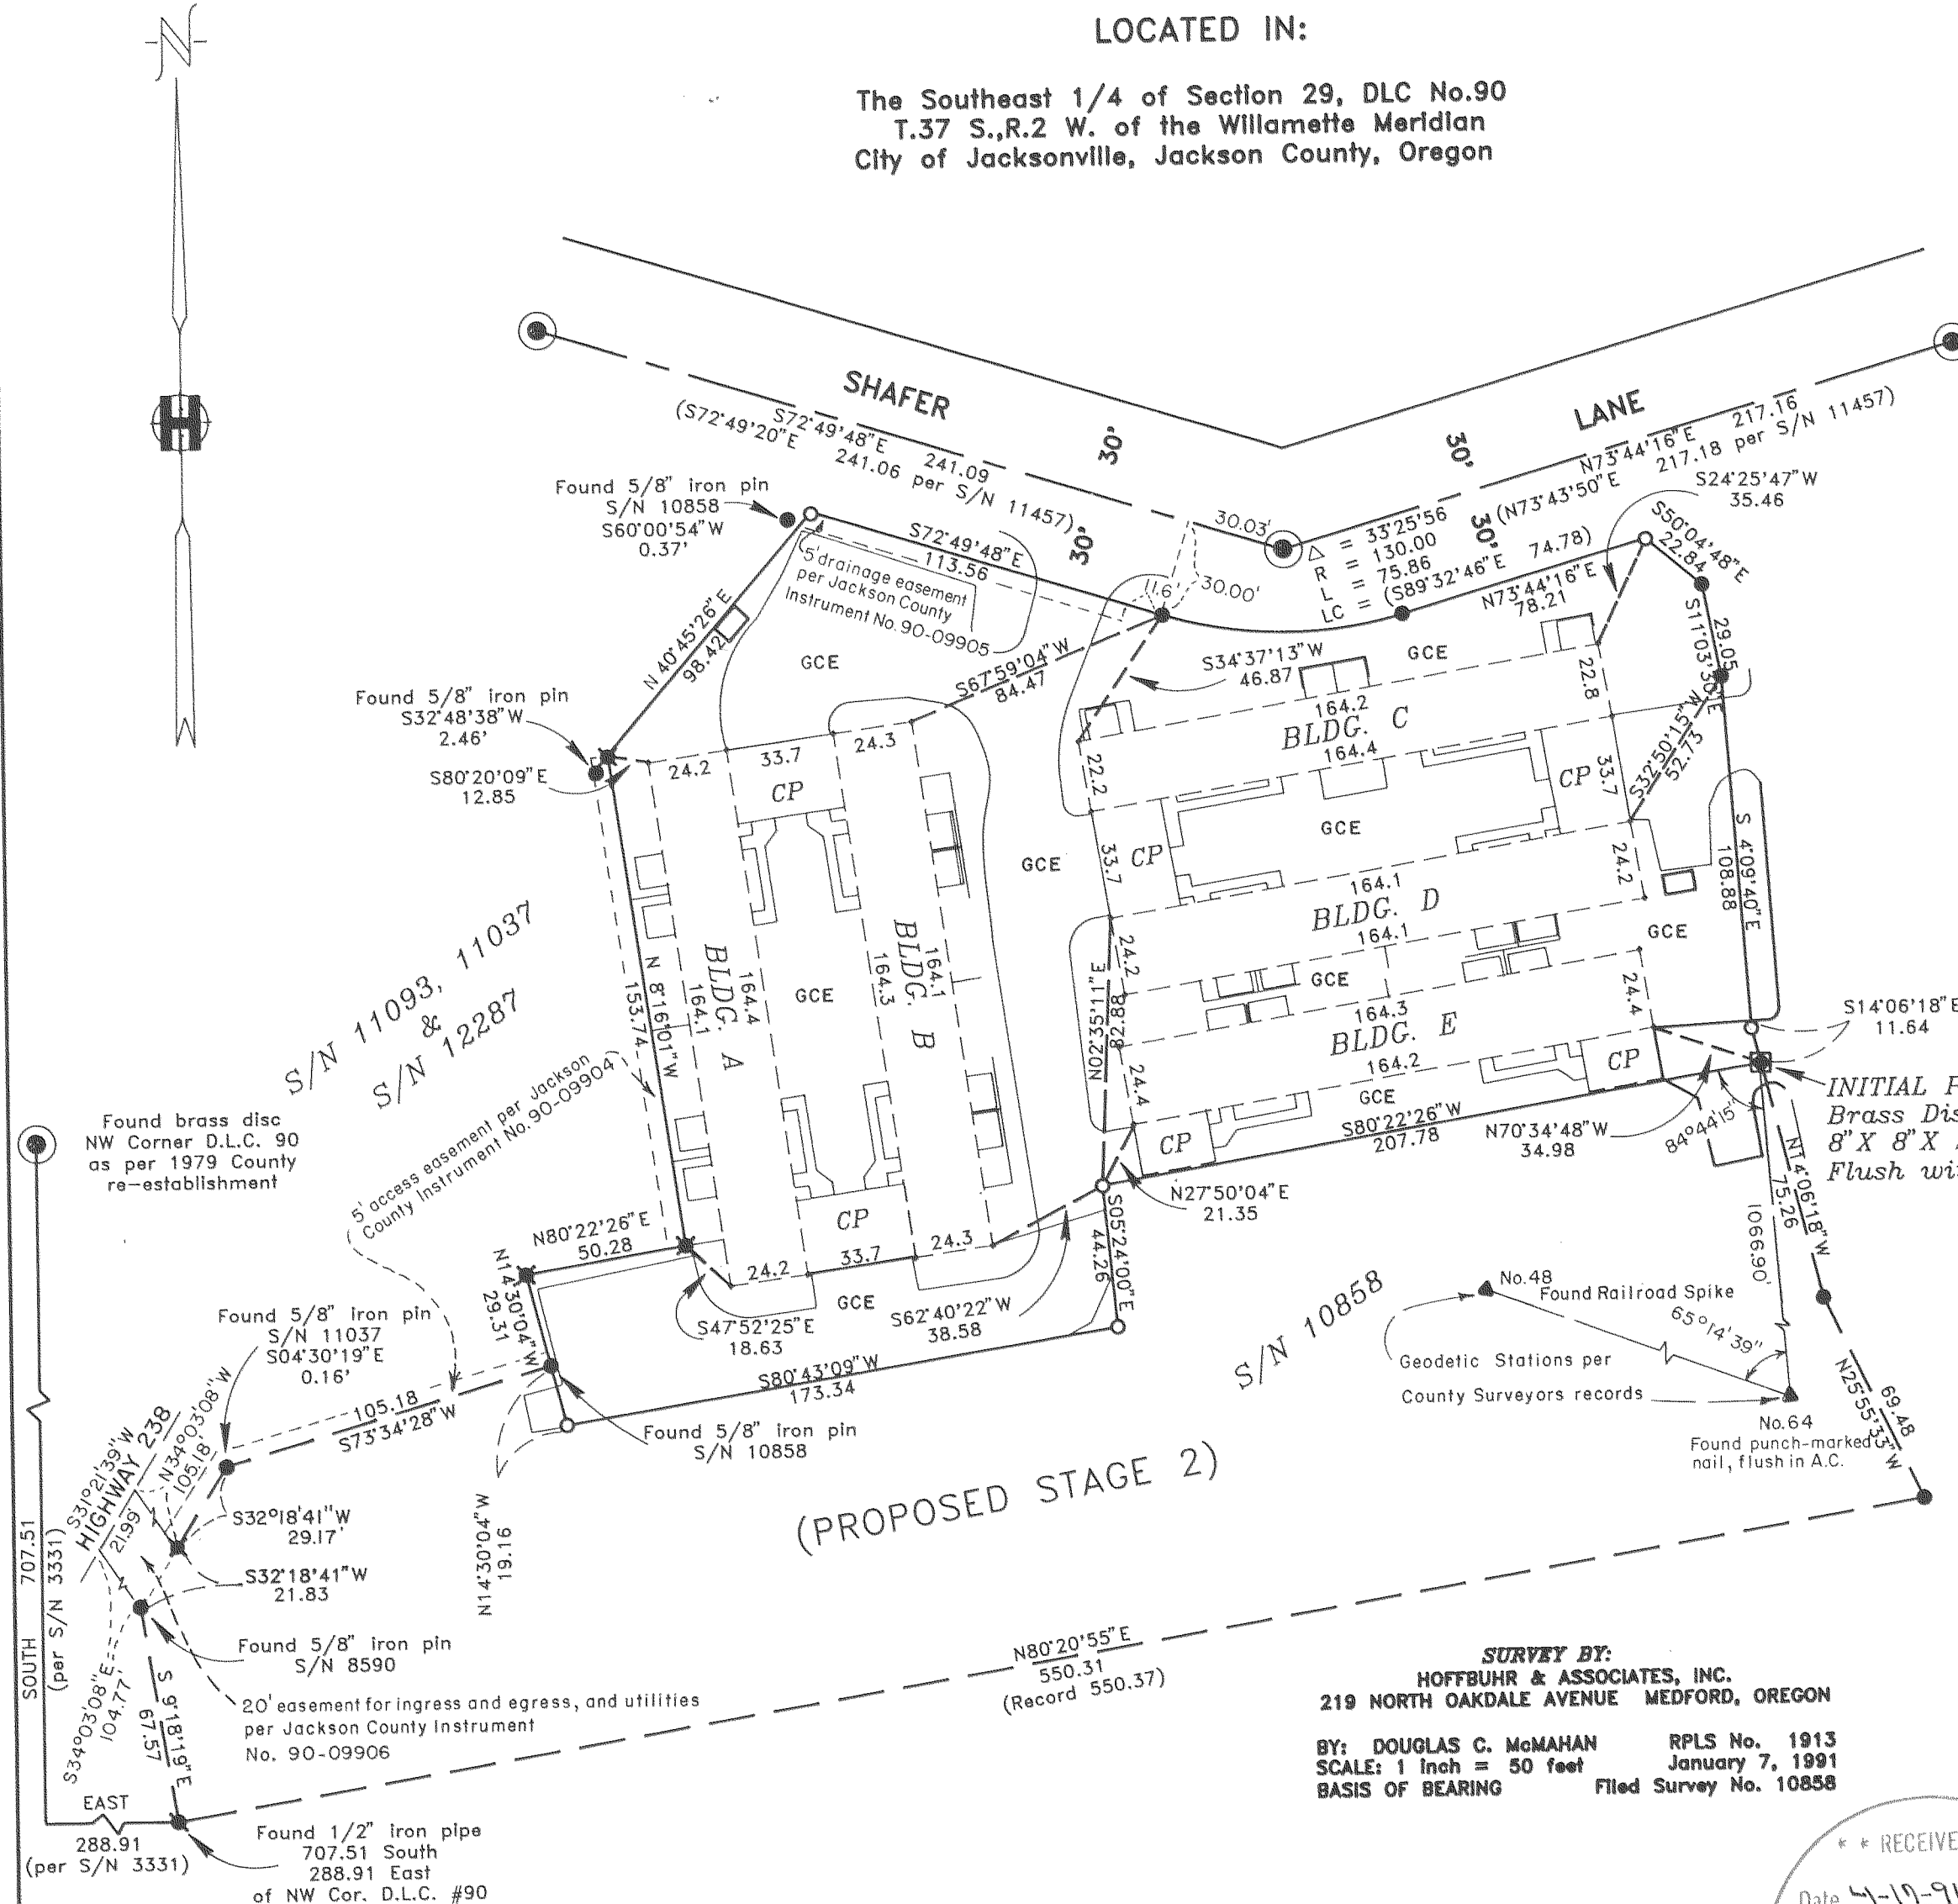 LOCATED IN:
The Southeast 1/4 of Section 29, DLC No.90
T.37 S.,R.2 W. of the Willamette Meridian
City of Jacksonville, Jackson County, Oregon
N
H
SHAFER
LANE
S72°49'48"E 241.09
(S72°49'20"E 241.06 per S/N 11457)
30'
30'
30'
30'
N73°44'16"E 217.16
(N73°43'50"E 217.18 per S/N 11457)
30.03'
30.00'
11.6'
Δ = 33°25'56
R = 130.00
L = 75.86
LC = (S89°32'46"E 74.78)
S24°25'47"W
35.46
S50°04'48"E
22.84
N73°44'16"E
78.21
S11°03'30"E
29.05
Found 5/8" iron pin
S/N 10858
S60°00'54"W
0.37'
S72°49'48"E
113.56
5' drainage easement
per Jackson County
Instrument No. 90-09905
N 40°45'26"E
98.42
GCE
S67°59'04"W
84.47
S34°37'13"W
46.87
GCE
Found 5/8" iron pin
S32°48'38"W
2.46'
S80°20'09"E
12.85
24.2
33.7
24.3
CP
164.2
BLDG. C
164.4
22.8
22.2
33.7
CP
S32°50'15"W
52.73
GCE
GCE
33.7
CP
164.1
BLDG. D
164.1
24.2
S 4°09'40"E
108.88
GCE
24.2
GCE
N02°35'11"E
82.88
164.3
BLDG. E
164.2
24.4
24.4
GCE
CP
CP
S/N 11093, 11037
&
S/N 12287
N 8°16'01"W
153.74
164.1
BLDG. A
164.4
GCE
164.3
BLDG. B
164.1
S14°06'18"E
11.64
INITIAL
Brass
8"X 8"X
Flush
S80°22'26"W
207.78
N70°34'48"W
34.98
84°44'15"
N14°06'18"W
75.26
1066.90'
Found brass disc
NW Corner D.L.C. 90
as per 1979 County
re-establishment
5' access easement per Jackson
County Instrument No. 90-09904
N27°50'04"E
21.35
S05°24'00"E
44.26
CP
N80°22'26"E
50.28
24.2
33.7
24.3
GCE
N14°30'04"W
29.31
S47°52'25"E
18.63
S62°40'22"W
38.58
S80°43'09"W
173.34
S/N 10858
No.48
Found Railroad Spike
65°14'39"
Geodetic Stations per
County Surveyors records
No.64
Found punch-marked
nail, flush in A.C.
N25°55'33"W
69.48
Found 5/8" iron pin
S/N 11037
S04°30'19"E
0.16'
105.18
S73°34'28"W
Found 5/8" iron pin
S/N 10858
N14°30'04"W
19.16
S31°21'39"W
HIGHWAY 238
21.99'
N34°03'08"W
105.18'
S32°18'41"W
29.17'
S32°18'41"W
21.83
(PROPOSED STAGE 2)
SOUTH 707.51
(per S/N 3331)
Found 5/8" iron pin
S/N 8590
20' easement for ingress and egress, and utilities
per Jackson County Instrument
No. 90-09906
S34°03'08"E
104.77'
S 9°18'19"E
67.57
N80°20'55"E
550.31
(Record 550.37)
EAST
288.91
(per S/N 3331)
Found 1/2" iron pipe
707.51 South
288.91 East
of NW Cor. D.L.C. #90
SURVEY BY:
HOFFBUHR & ASSOCIATES, INC.
219 NORTH OAKDALE AVENUE MEDFORD, OREGON
BY: DOUGLAS C. McMAHAN RPLS No. 1913
SCALE: 1 inch = 50 feet January 7, 1991
BASIS OF BEARING Filed Survey No. 10858
* * RECEIVE
Date 4-17-91